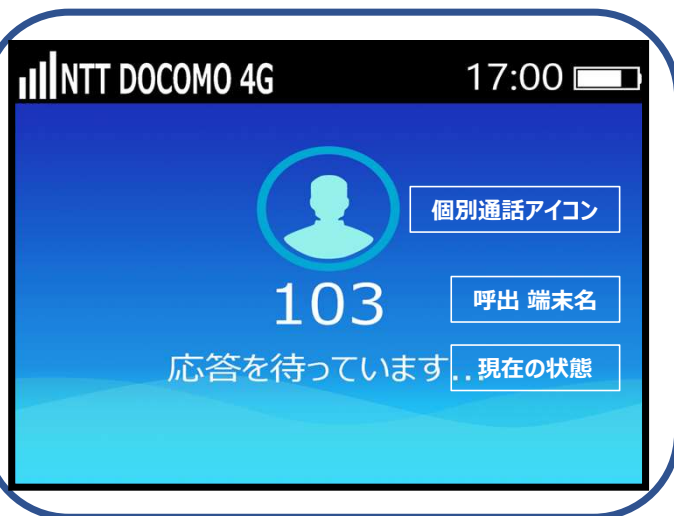 NTT DOCOMO 4G 17:00
個別通話アイコン
103
呼出 端末名
応答を待っています...
現在の状態